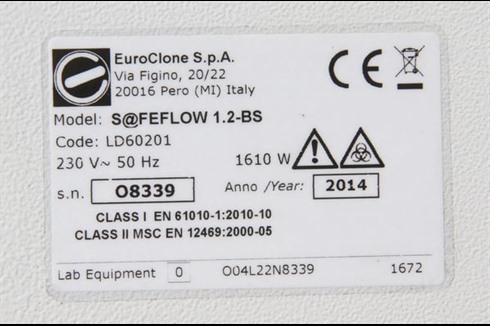 EuroClone S.p.A.
Via Figino, 20/22
20016 Pero (MI) Italy
Model: S@FEFLOW 1.2-BS
Code: LD60201
230 V~ 50 Hz 1610 W
s.n. O8339 Anno /Year: 2014
CLASS I EN 61010-1:2010-10
CLASS II MSC EN 12469:2000-05
Lab Equipment 0 O04L22N8339 1672